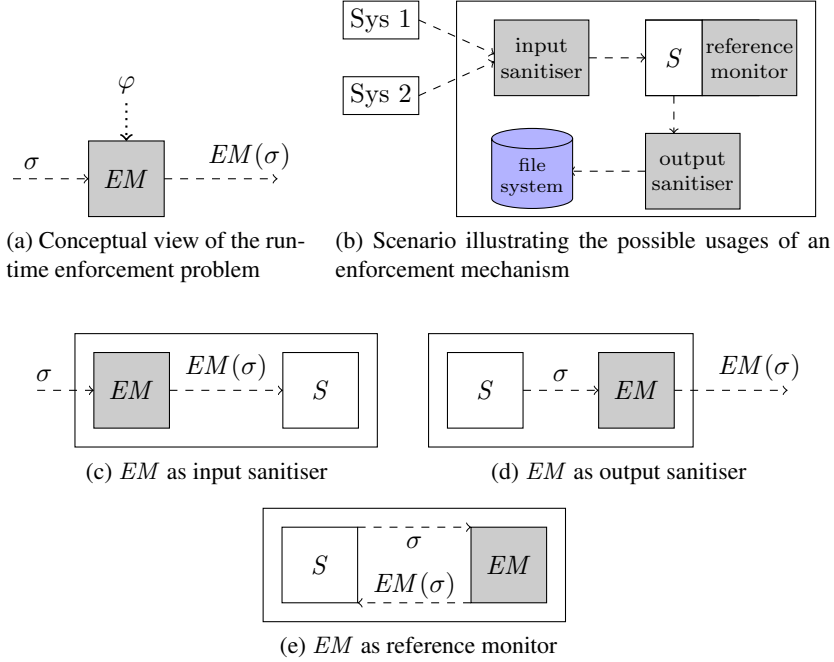 φ
σ
EM
EM(σ)
(a) Conceptual view of the run-
time enforcement problem
Sys 1
Sys 2
input
sanitiser
S
reference
monitor
file
system
output
sanitiser
(b) Scenario illustrating the possible usages of an
enforcement mechanism
σ
EM
EM(σ)
S
(c) EM as input sanitiser
S
σ
EM
EM(σ)
(d) EM as output sanitiser
S
σ
EM(σ)
EM
(e) EM as reference monitor